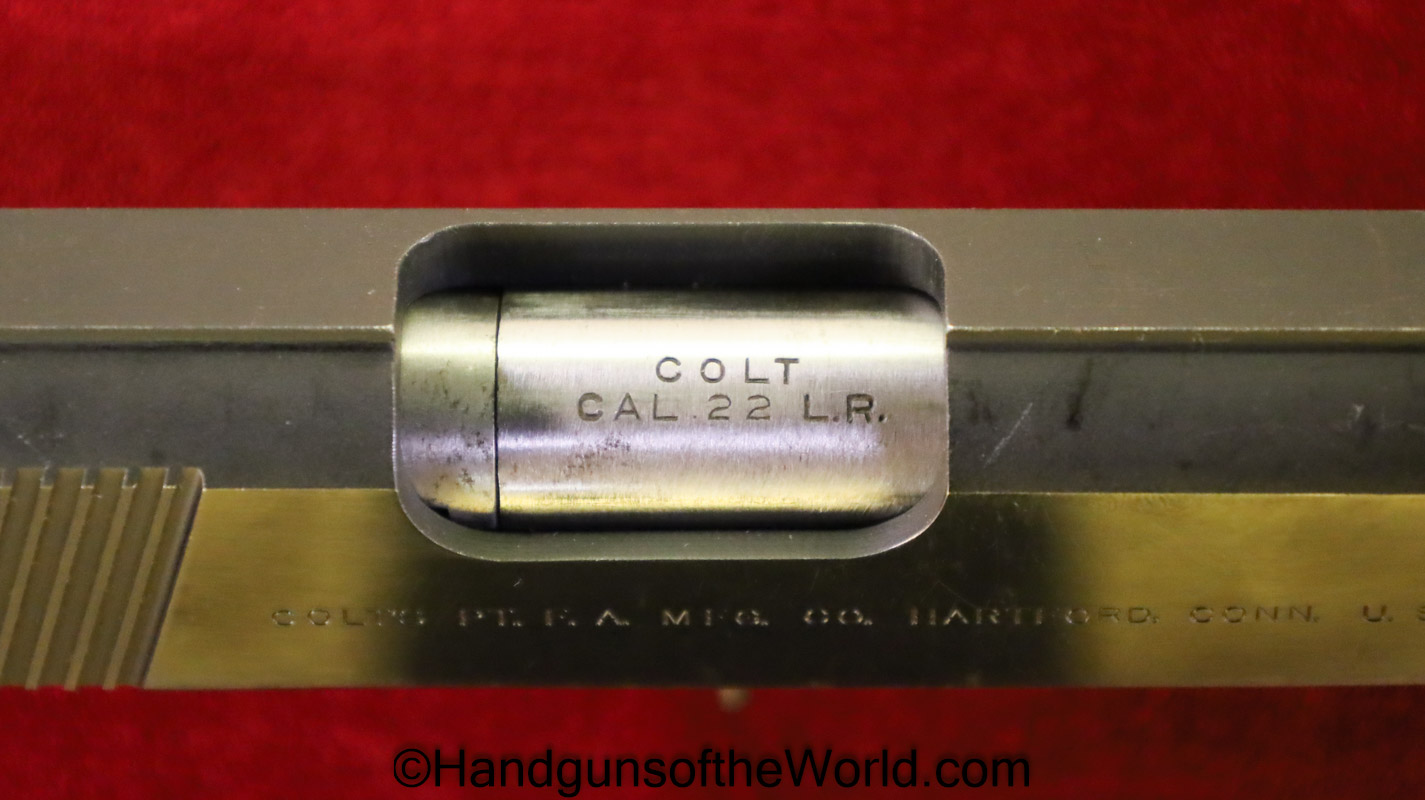 COLT
CAL. 22 L.R.
COLT'S PT. F. A. MFG. CO. HARTFORD, CONN. U.
©HandgunsoftheWorld.com